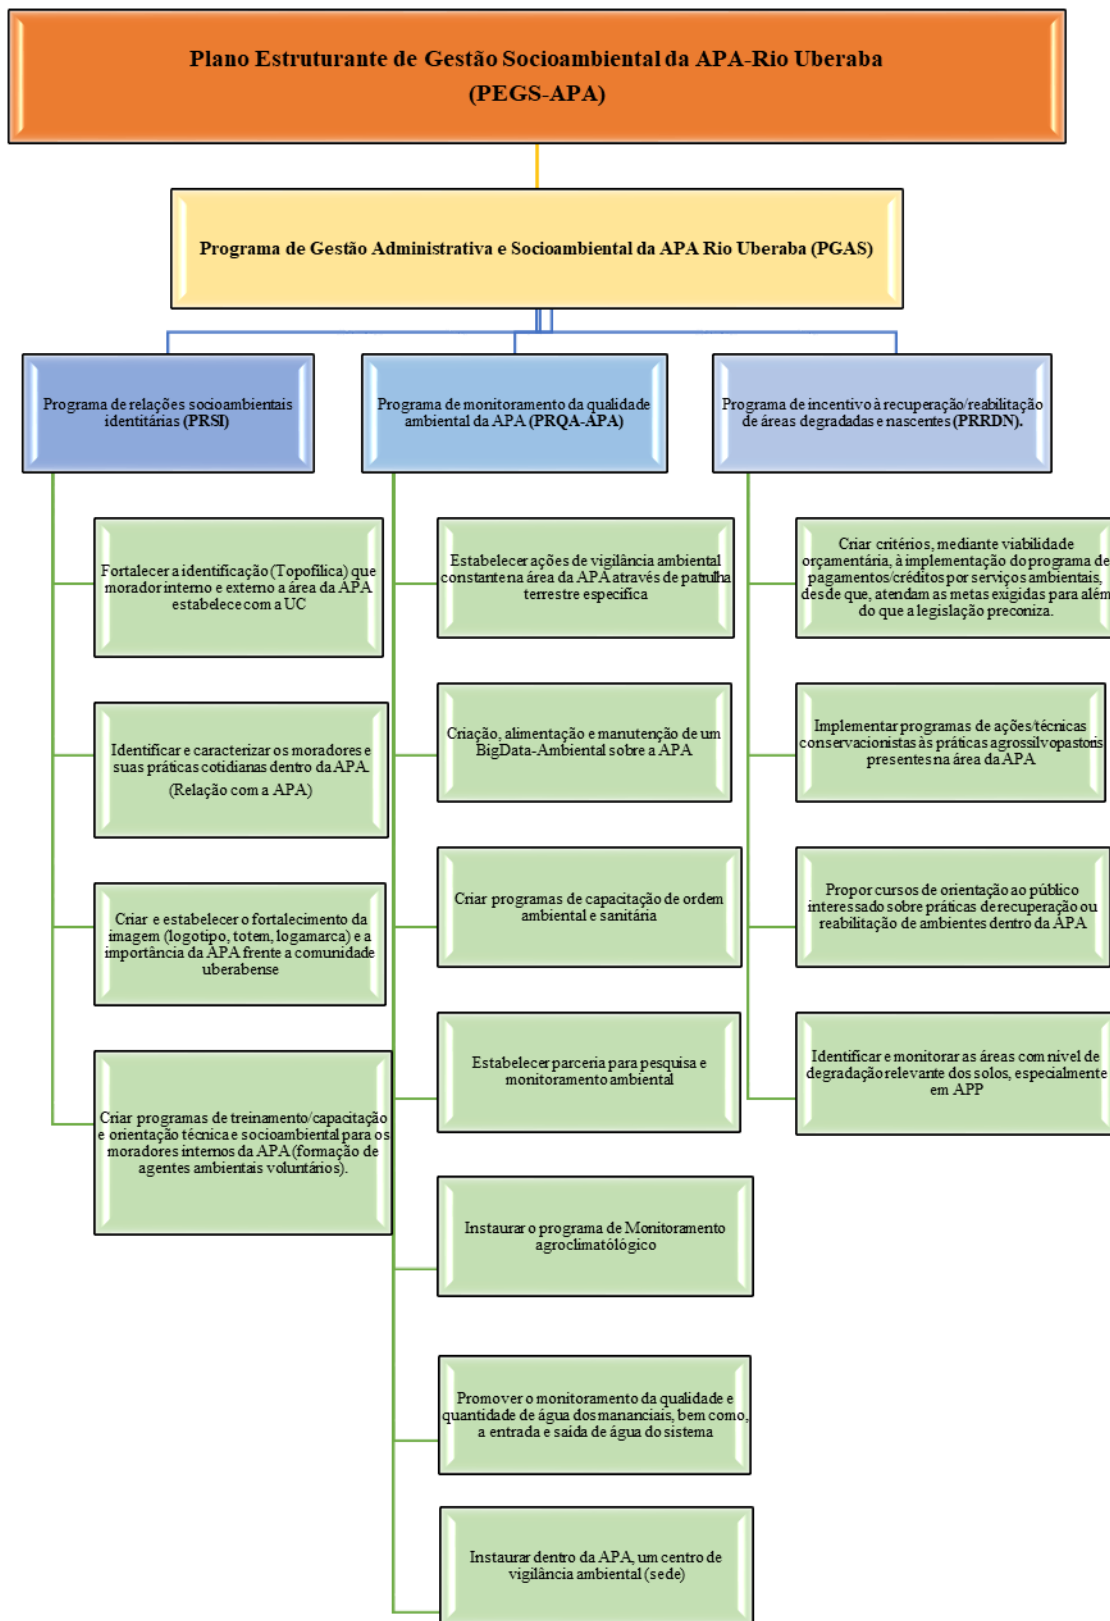 Plano Estruturante de Gestão Socioambiental da APA-Rio Uberaba
(PEGS-APA)
Programa de Gestão Administrativa e Socioambiental da APA Rio Uberaba (PGAS)
Programa de relações socioambientais
identitárias (PRSI)
Fortalecer a identificação (Topofílica) que
morador interno e externo a área da APA
estabelece com a UC
Identificar e caracterizar os moradores e
suas práticas cotidianas dentro da APA.
(Relação com a APA)
Criar e estabelecer o fortalecimento da
imagem (logotipo, totem, logamarca) e a
importância da APA frente a comunidade
uberabense
Criar programas de treinamento/capacitação
e orientação técnica e socioambiental para os
moradores internos da APA (formação de
agentes ambientais voluntários).
Programa de monitoramento da qualidade
ambiental da APA (PRQA-APA)
Estabelecer ações de vigilância ambiental
constante na área da APA através de patrulha
terrestre específica
Criação, alimentação e manutenção de um
BigData-Ambiental sobre a APA
Criar programas de capacitação de ordem
ambiental e sanitária
Estabelecer parceria para pesquisa e
monitoramento ambiental
Instaurar o programa de Monitoramento
agroclimatólógico
Promover o monitoramento da qualidade e
quantidade de água dos mananciais, bem como,
a entrada e saída de água do sistema
Instaurar dentro da APA, um centro de
vigilância ambiental (sede)
Programa de incentivo à recuperação/reabilitação
de áreas degradadas e nascentes (PRRDN).
Criar critérios, mediante viabilidade
orçamentária, à implementação do programa de
pagamentos/créditos por serviços ambientais,
desde que, atendam as metas exigidas para além
do que a legislação preconiza.
Implementar programas de ações/técnicas
conservacionistas às práticas agrossilvopastoris
presentes na área da APA
Propor cursos de orientação ao público
interessado sobre práticas de recuperação ou
reabilitação de ambientes dentro da APA
Identificar e monitorar as áreas com nível de
degradação relevante dos solos, especialmente
em APP